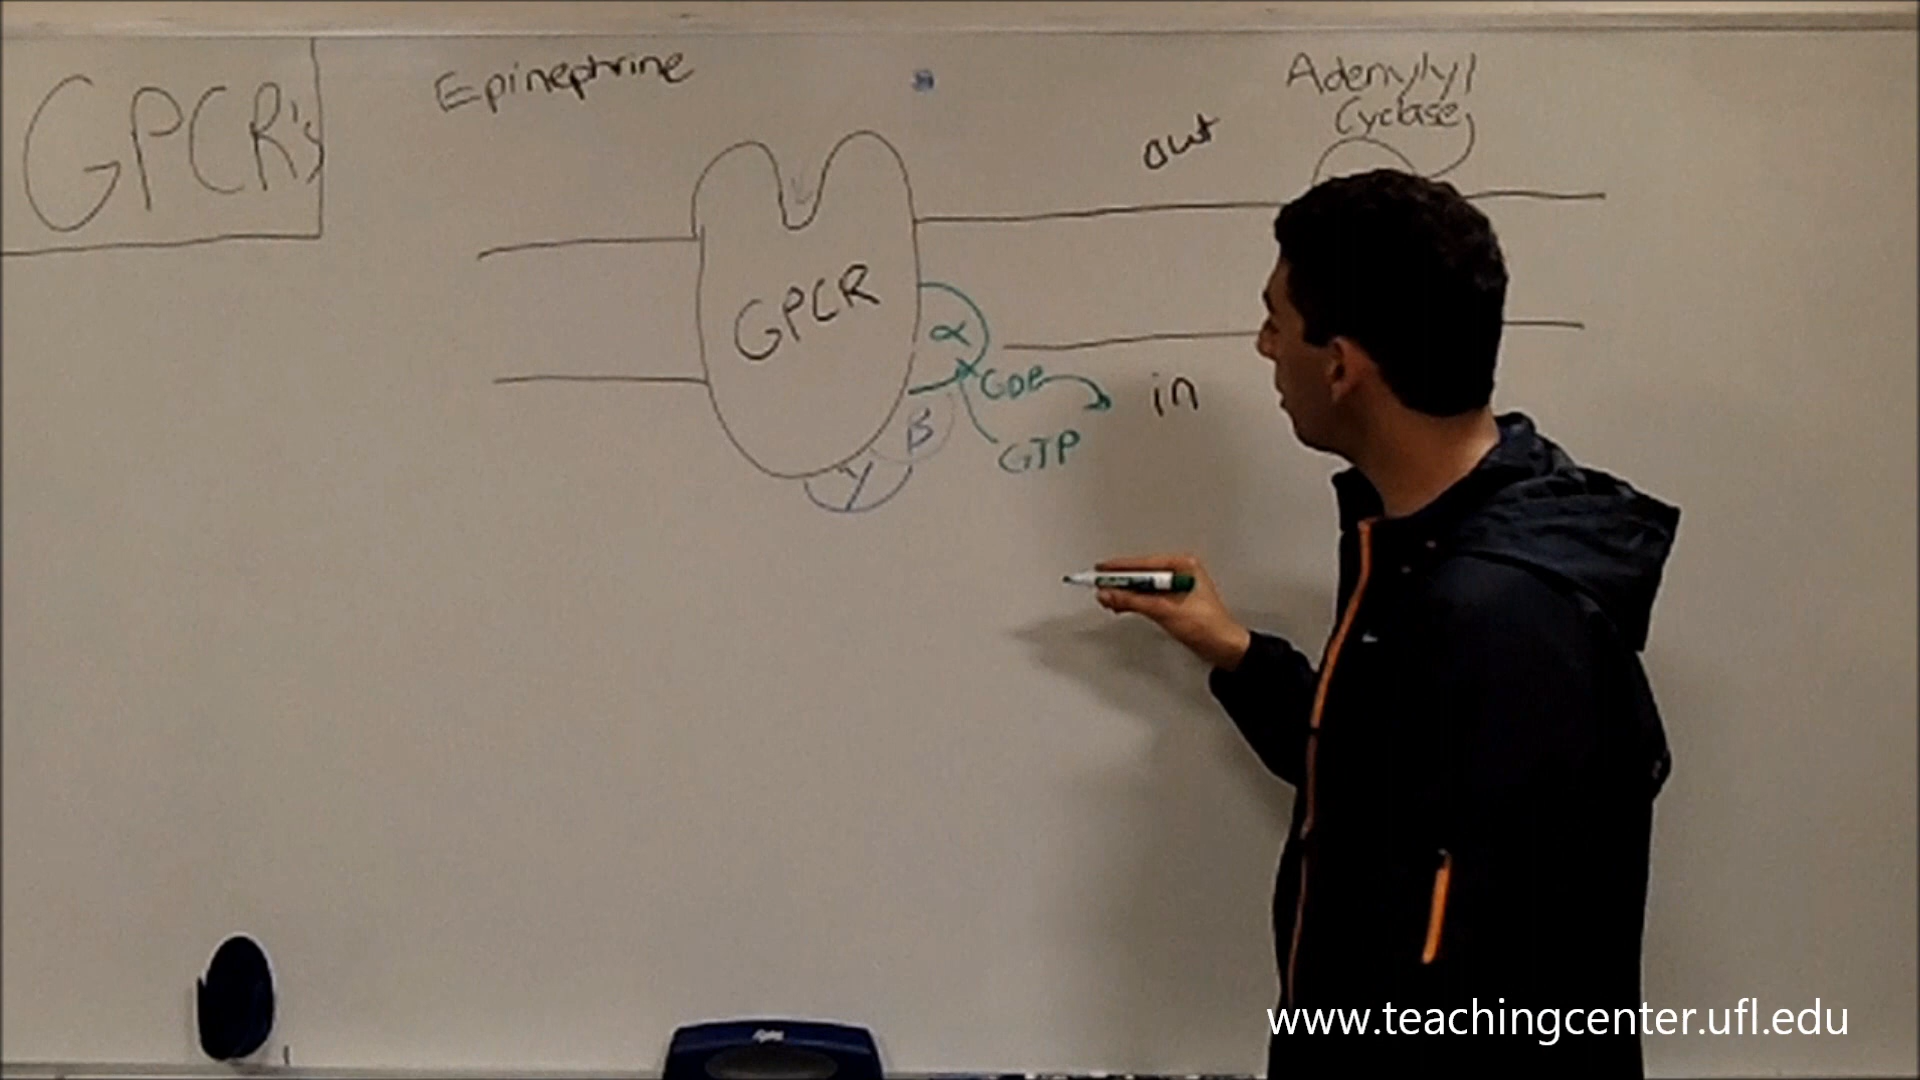 GPCR's
Epinephrine
Adenylyl
Cyclase
out
GPCR
α
GDP
in
β
GTP
γ
www.teachingcenter.ufl.edu